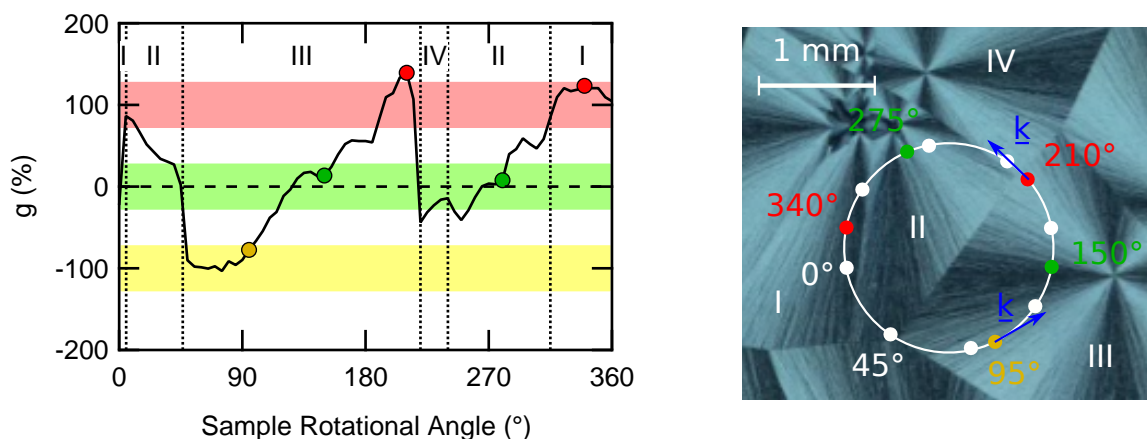 200
100
0
-100
-200
g (%)
I
II
III
IV
II
I
0
90
180
270
360
Sample Rotational Angle (°)
1 mm
IV
275°
k
210°
340°
II
150°
0°
I
k
III
45°
95°